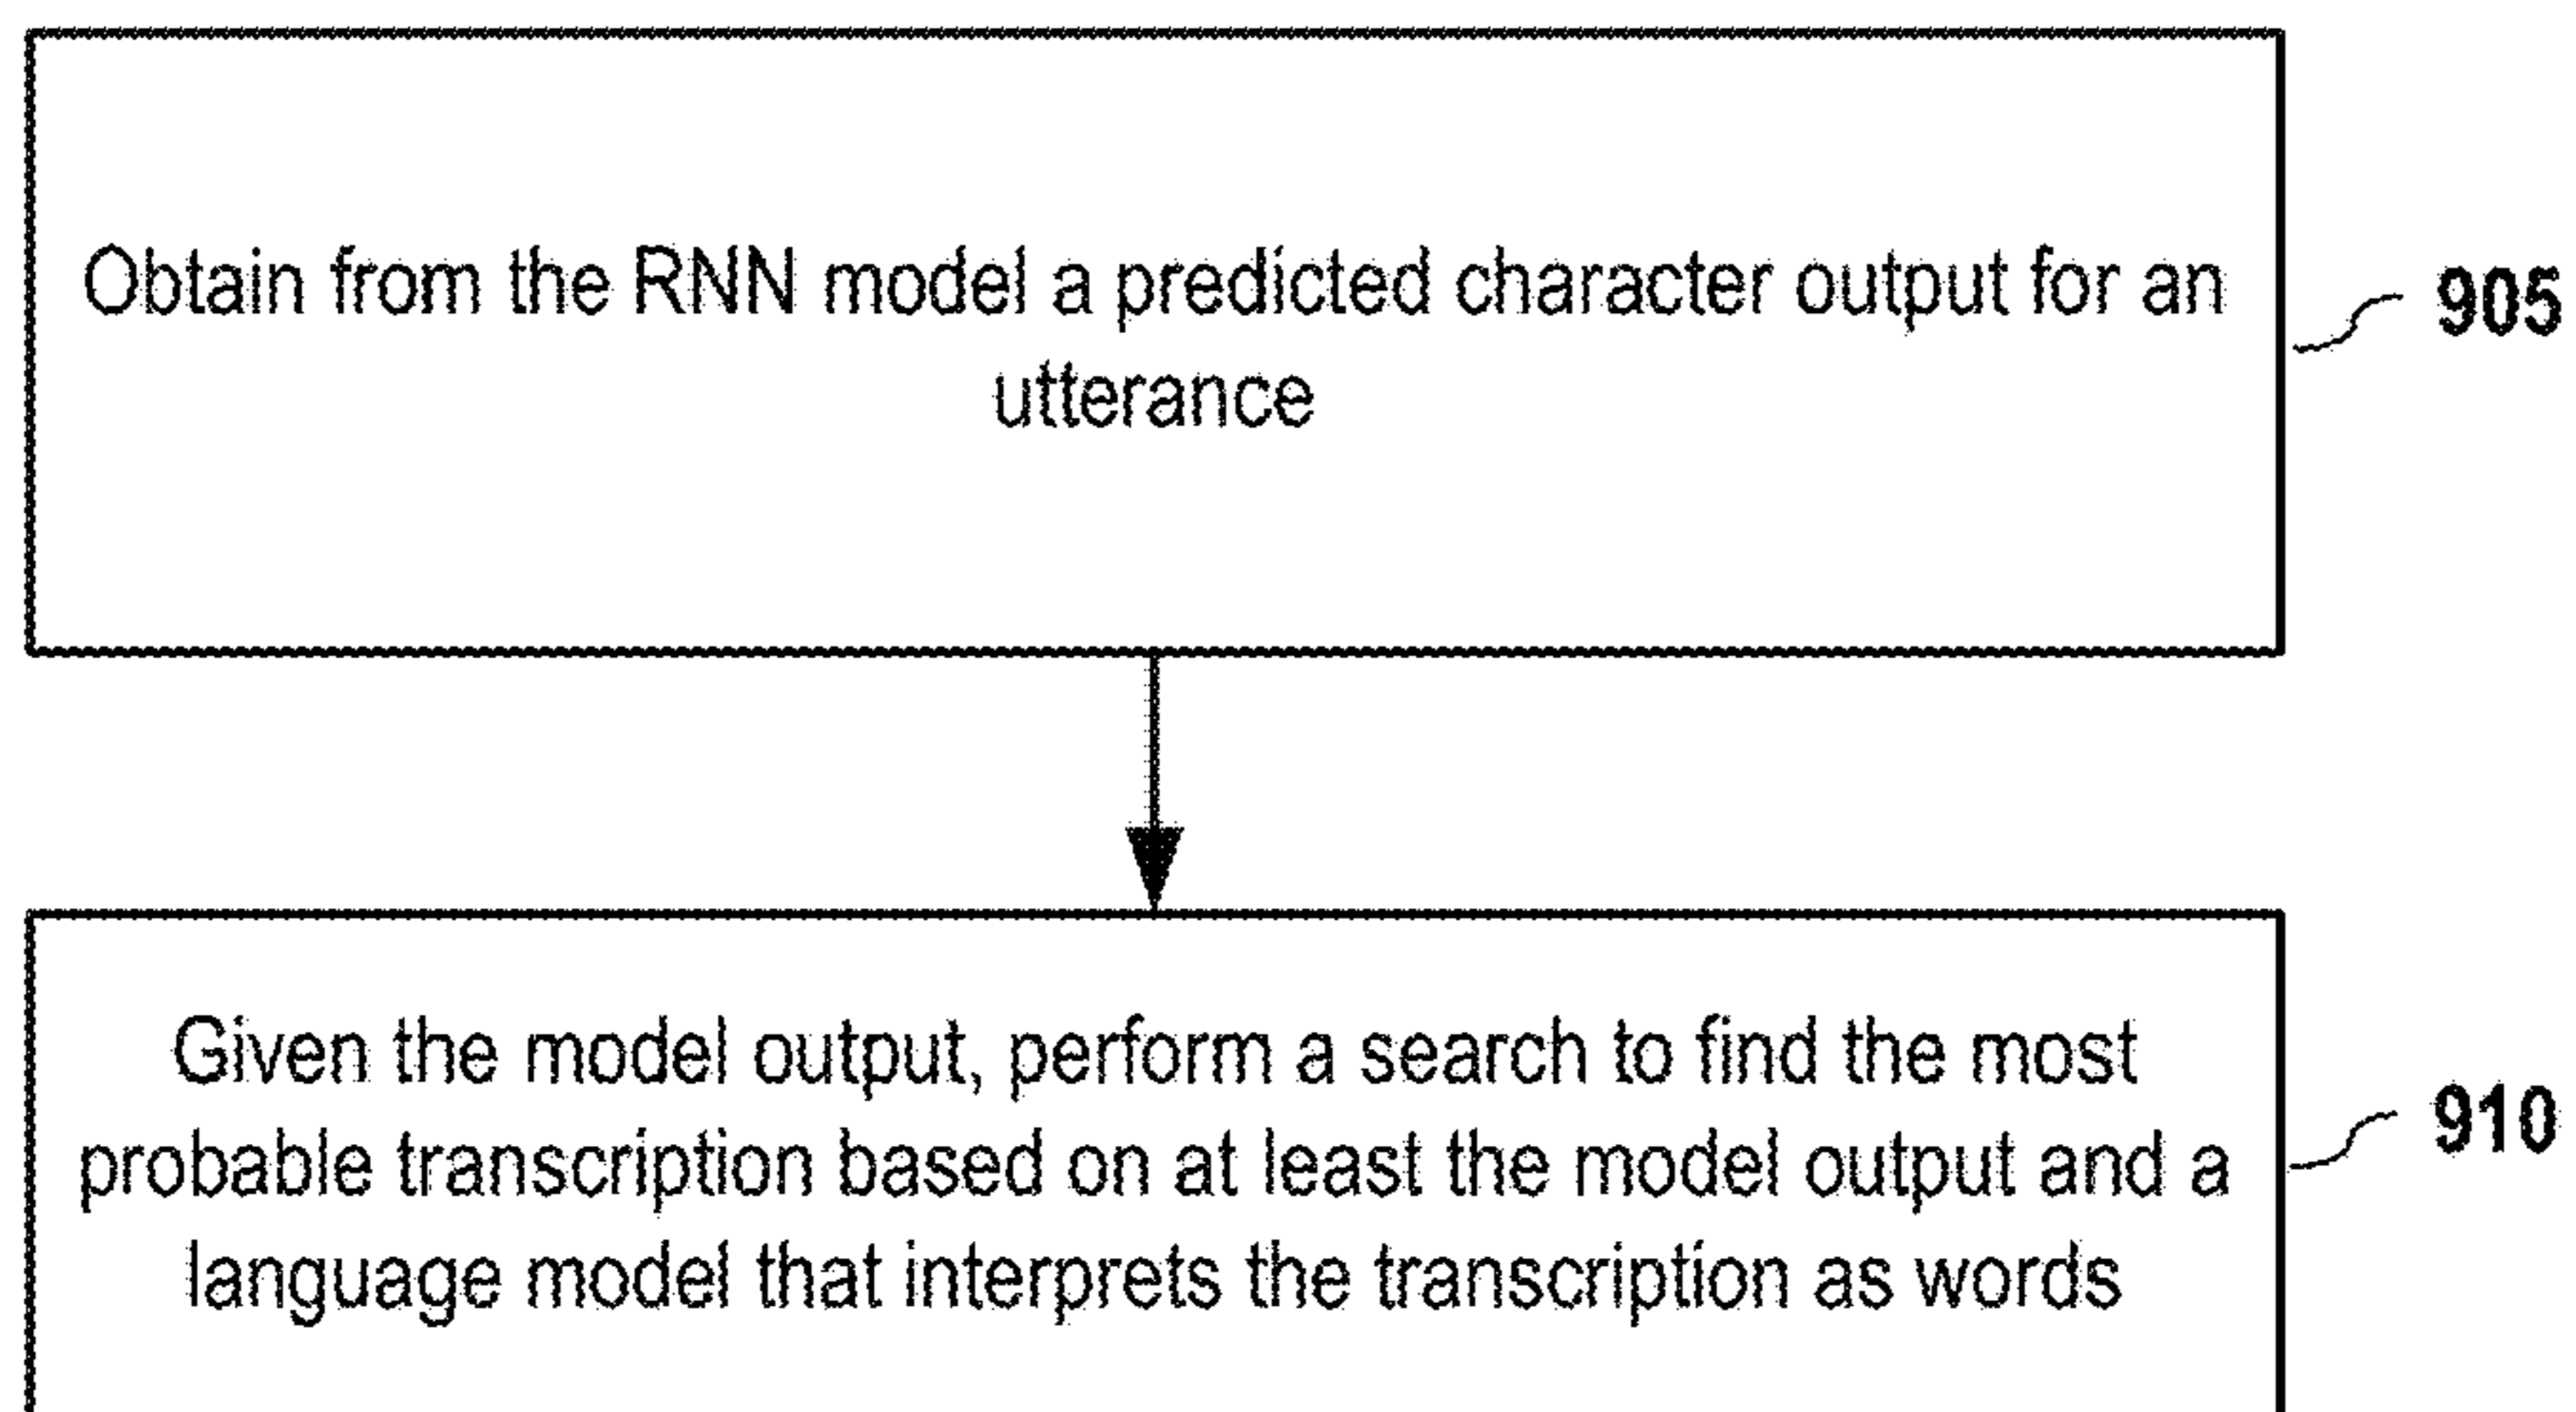 Obtain from the RNN model a predicted character output for an
utterance
905
Given the model output, perform a search to find the most
probable transcription based on at least the model output and a
language model that interprets the transcription as words
910